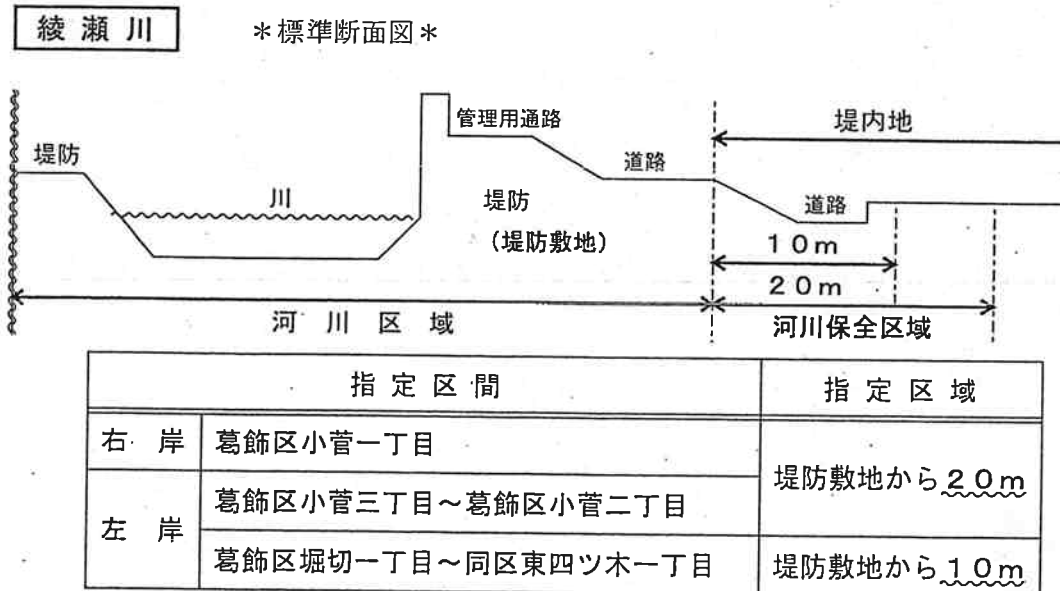 綾瀬川
＊標準断面図＊
堤防
川
管理用通路
堤防
(堤防敷地)
道路
堤内地
道路
10m
20m
河川区域
河川保全区域
指定区間
指定区域
右岸
葛飾区小菅一丁目
堤防敷地から20m
左岸
葛飾区小菅三丁目～葛飾区小菅二丁目
葛飾区堀切一丁目～同区東四ツ木一丁目
堤防敷地から10m